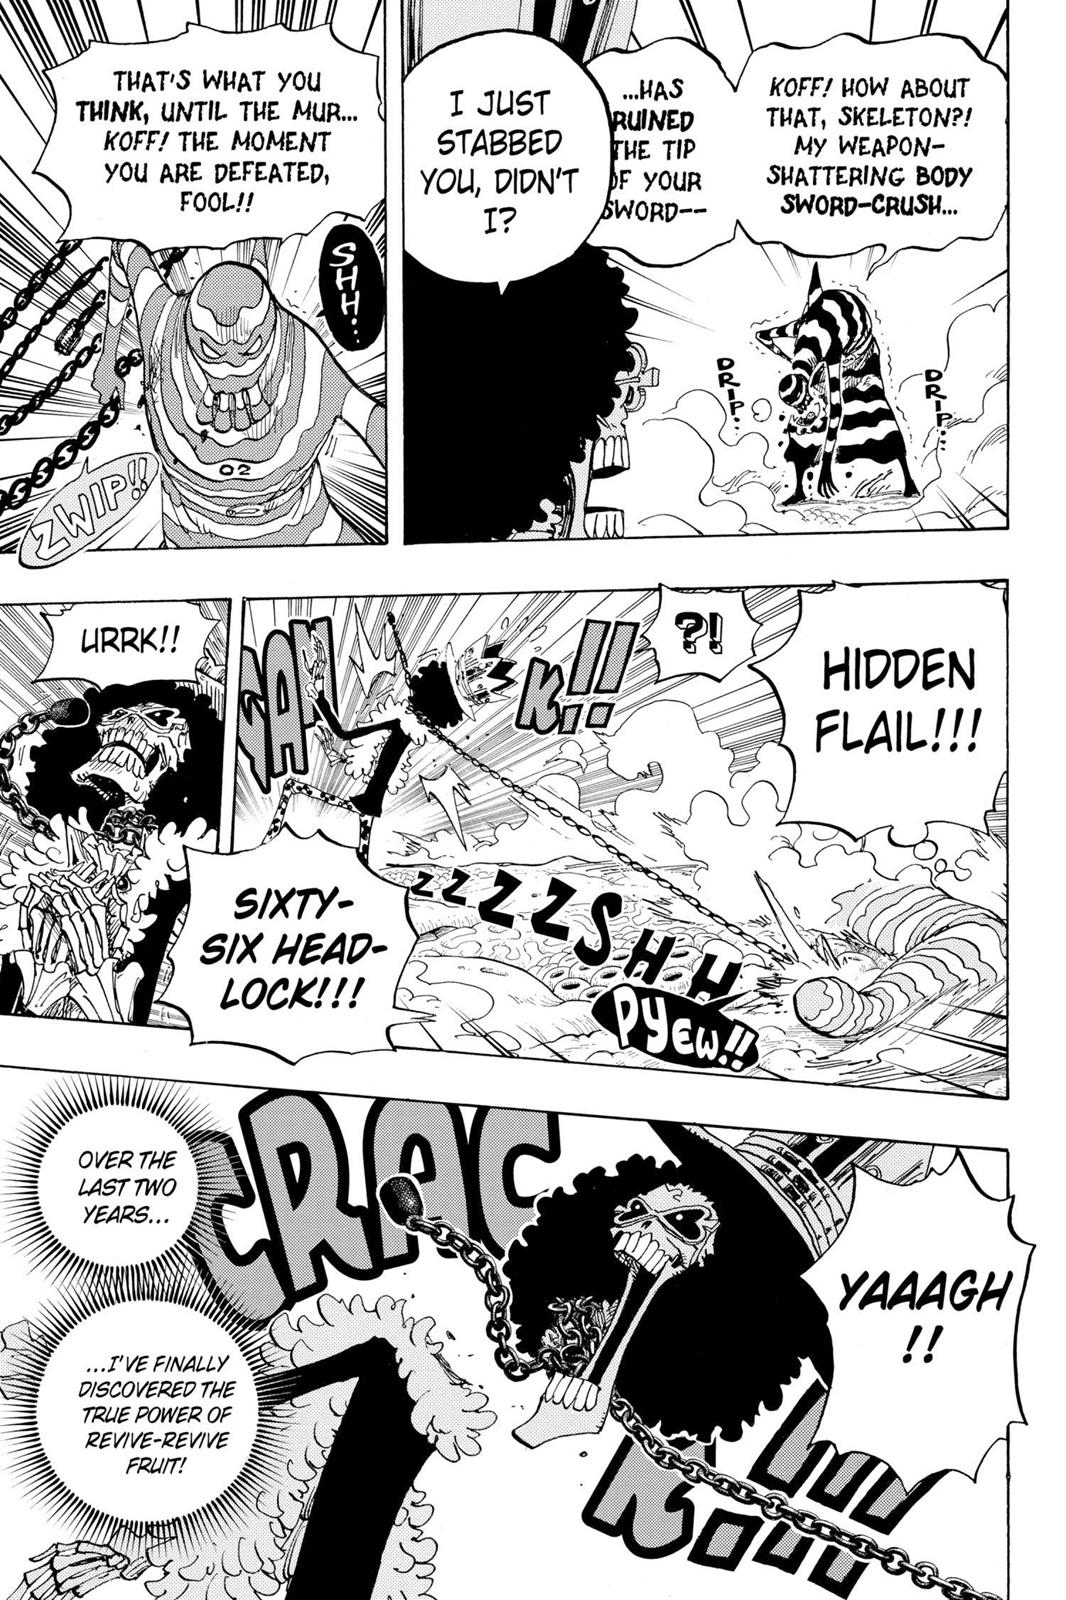 KOFF! HOW ABOUT
THAT, SKELETON?!
MY WEAPON-
SHATTERING BODY
SWORD-CRUSH...
...HAS
RUINED
THE TIP
OF YOUR
SWORD--
I JUST
STABBED
YOU, DIDN'T
I?
DRIP...
DRIP...
THAT'S WHAT YOU
THINK, UNTIL THE MUR...
KOFF! THE MOMENT
YOU ARE DEFEATED,
FOOL!!
SHH!...
02
ZWIP!!
HIDDEN
FLAIL!!!
?!
GANK!!
ZZZZSHH
PYEW!!
SIXTY-
SIX HEAD-
LOCK!!!
URRK!!
YAAAGH
!!
CRACK!!
OVER THE
LAST TWO
YEARS...
...I'VE FINALLY
DISCOVERED THE
TRUE POWER OF
REVIVE-REVIVE
FRUIT!